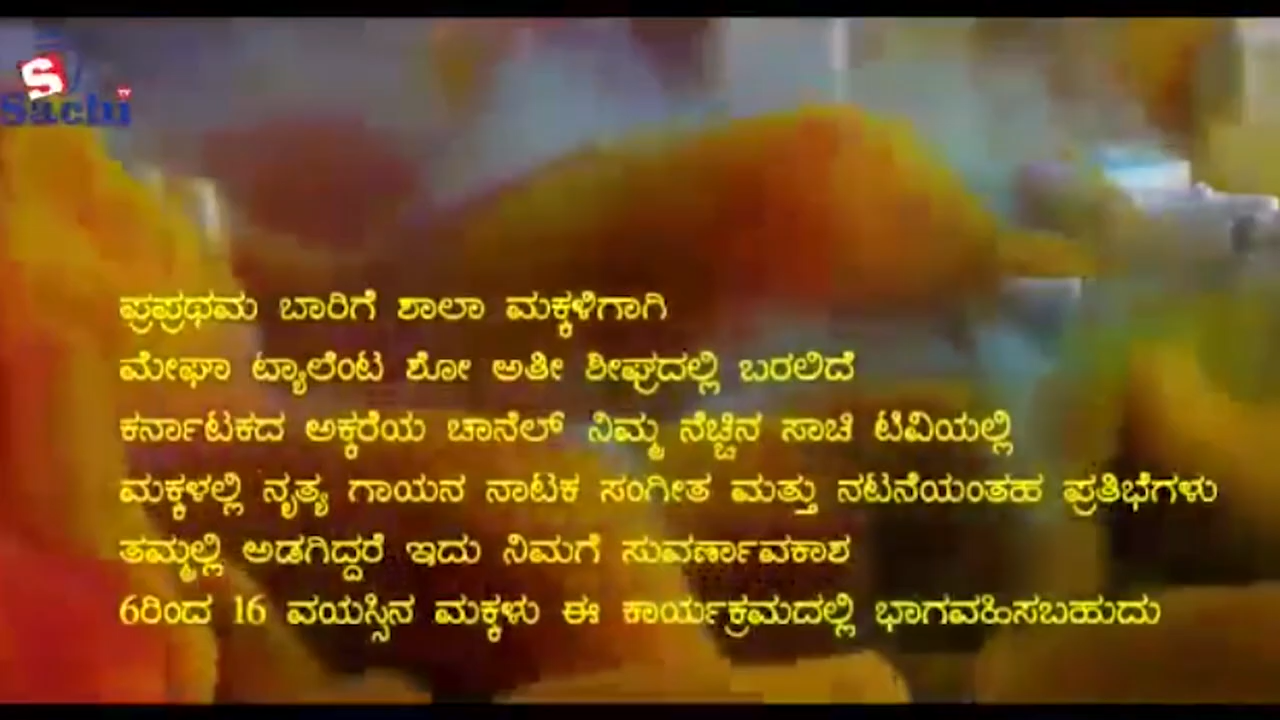 S
Sachi TV
ಪ್ರಪ್ರಥಮ ಬಾರಿಗೆ ಶಾಲಾ ಮಕ್ಕಳಿಗಾಗಿ
ಮೇಘಾ ಟ್ಯಾಲೆಂಟ ಶೋ ಅತೀ ಶೀಘ್ರದಲ್ಲಿ ಬರಲಿದೆ
ಕರ್ನಾಟಕದ ಅಕ್ಕರೆಯ ಚಾನೆಲ್ ನಿಮ್ಮ ನೆಚ್ಚಿನ ಸಾಚಿ ಟಿವಿಯಲ್ಲಿ
ಮಕ್ಕಳಲ್ಲಿ ನೃತ್ಯ ಗಾಯನ ನಾಟಕ ಸಂಗೀತ ಮತ್ತು ನಟನೆಯಂತಹ ಪ್ರತಿಭೆಗಳು
ತಮ್ಮಲ್ಲಿ ಅಡಗಿದ್ದರೆ ಇದು ನಿಮಗೆ ಸುವರ್ಣಾವಕಾಶ
6ರಿಂದ 16 ವಯಸ್ಸಿನ ಮಕ್ಕಳು ಈ ಕಾರ್ಯಕ್ರಮದಲ್ಲಿ ಭಾಗವಹಿಸಬಹುದು